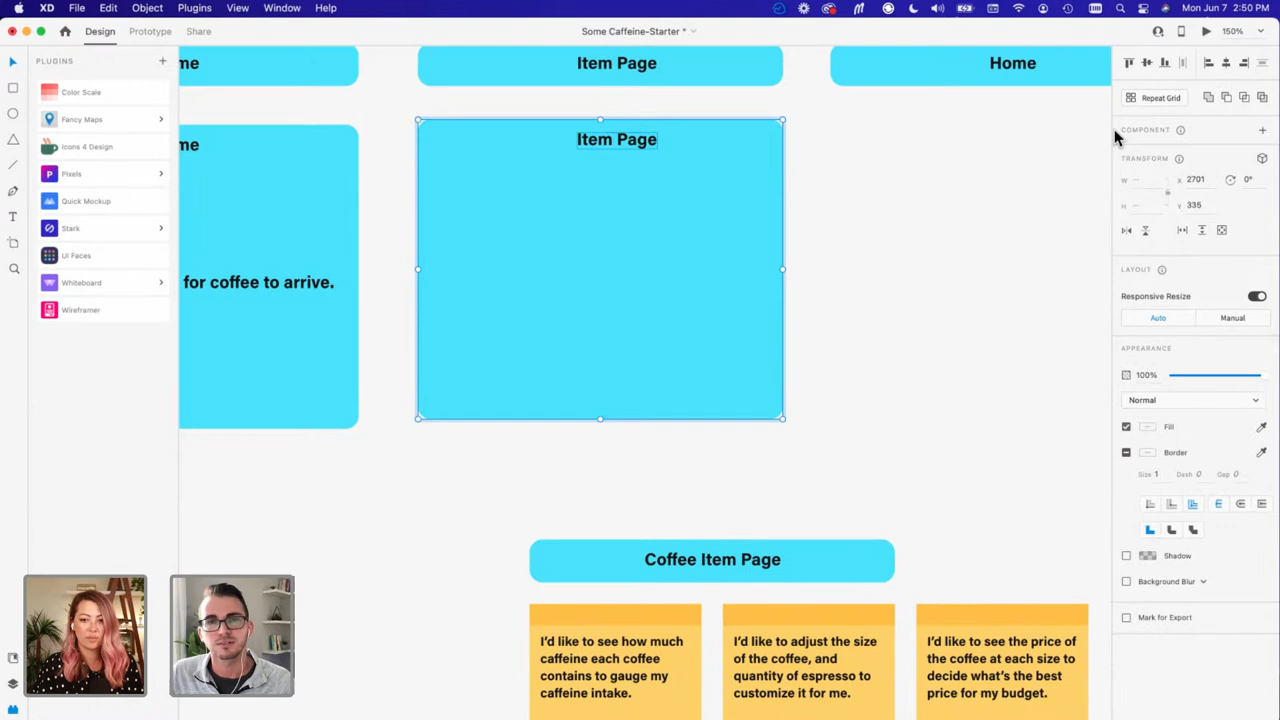 XD File Edit Object Plugins View Window Help
Mon Jun 7 2:50 PM
Design Prototype Share
Some Caffeine-Starter *
150%
PLUGINS
Color Scale
Fancy Maps
Icons 4 Design
Pixels
Quick Mockup
Stark
UI Faces
Whiteboard
Wireframer
me
Item Page
Home
me
for coffee to arrive.
Item Page
Coffee Item Page
I'd like to see how much
caffeine each coffee
contains to gauge my
caffeine intake.
I'd like to adjust the size
of the coffee, and
quantity of espresso to
customize it for me.
I'd like to see the price of
the coffee at each size to
decide what's the best
price for my budget.
Repeat Grid
COMPONENT
TRANSFORM
W X 2701 0°
H Y 335
LAYOUT
Responsive Resize
Auto Manual
APPEARANCE
100%
Normal
Fill
Border
Size 1 Dash 0 Gap 0
Shadow
Background Blur
Mark for Export